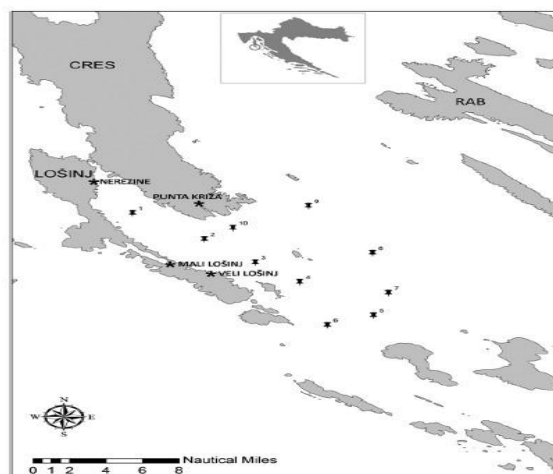 CRES
RAB
LOŠINJ
NEREZINE
PUNTA KRIŽA
9
1
10
2
8
MALI LOŠINJ
3
VELI LOŠINJ
4
7
5
6
N
W E
S
0 1 2 4 6 8 Nautical Miles